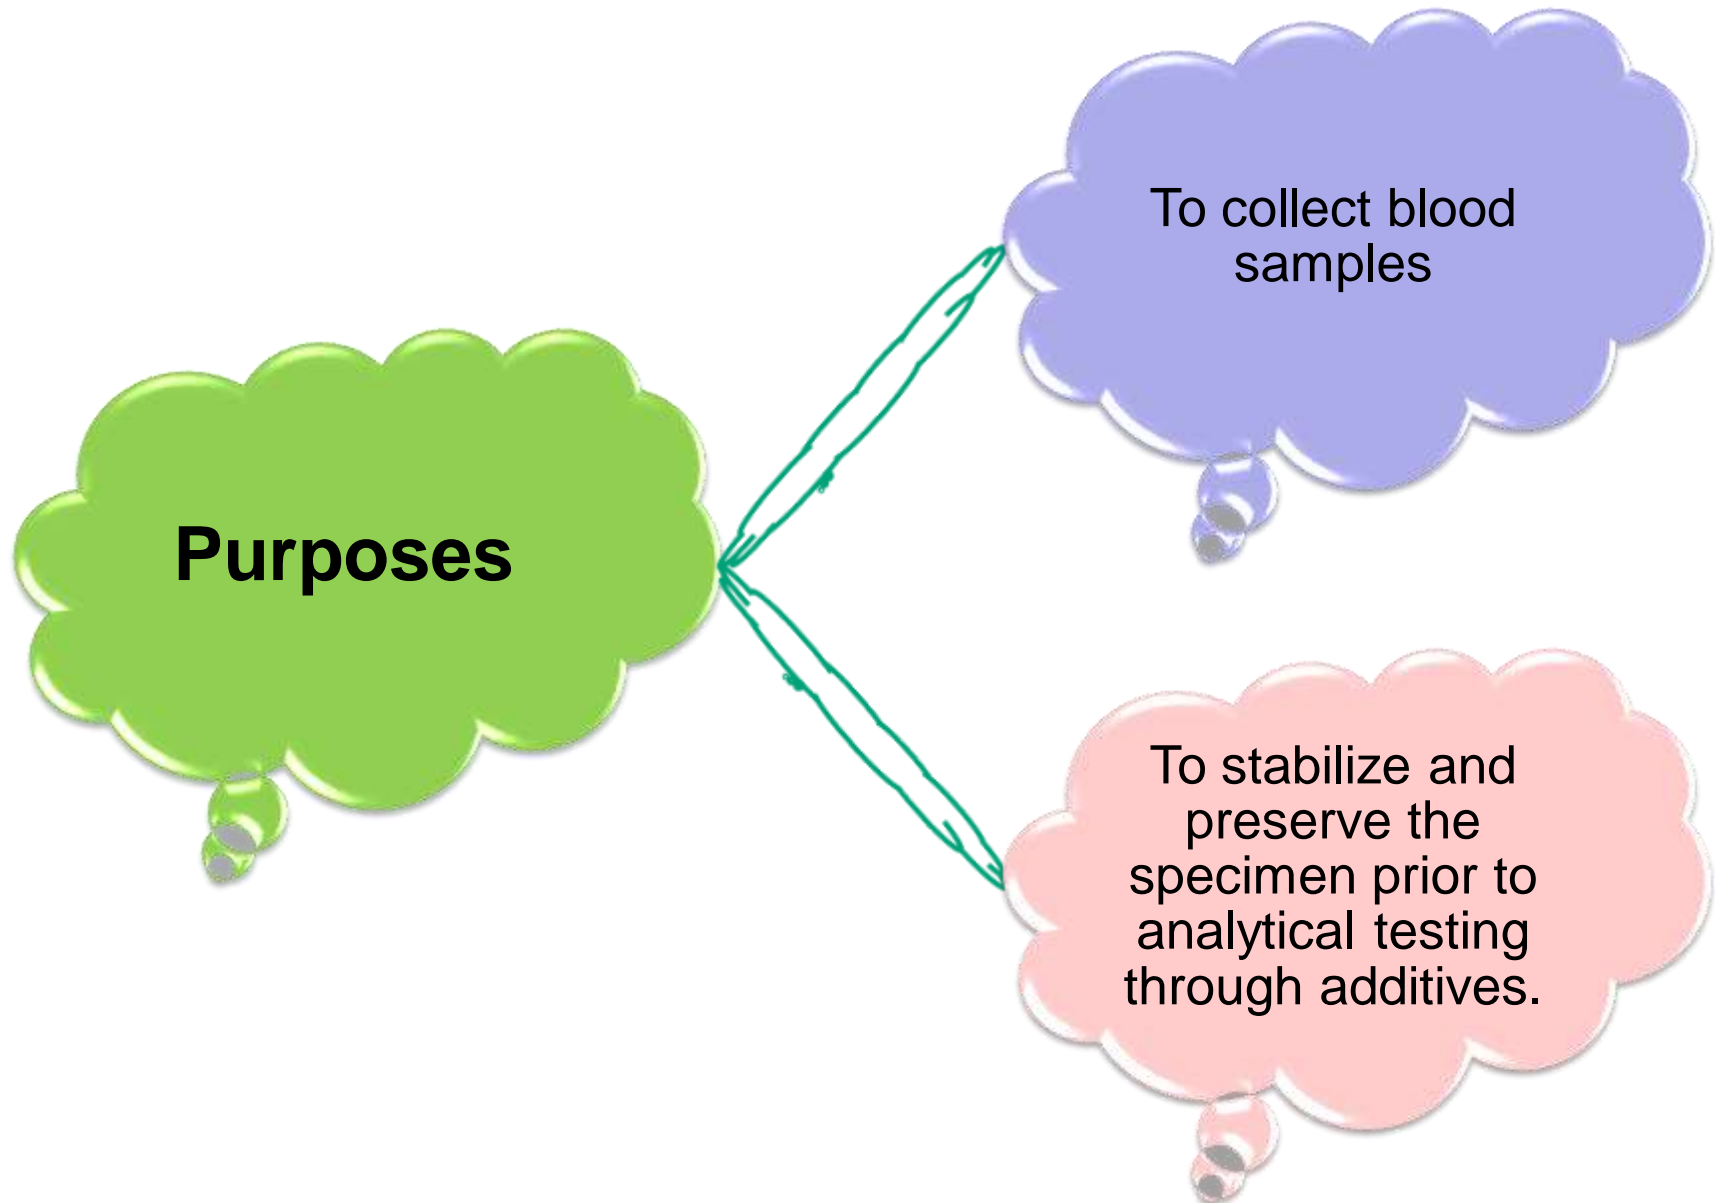 Purposes
To collect blood
samples
To stabilize and
preserve the
specimen prior to
analytical testing
through additives.